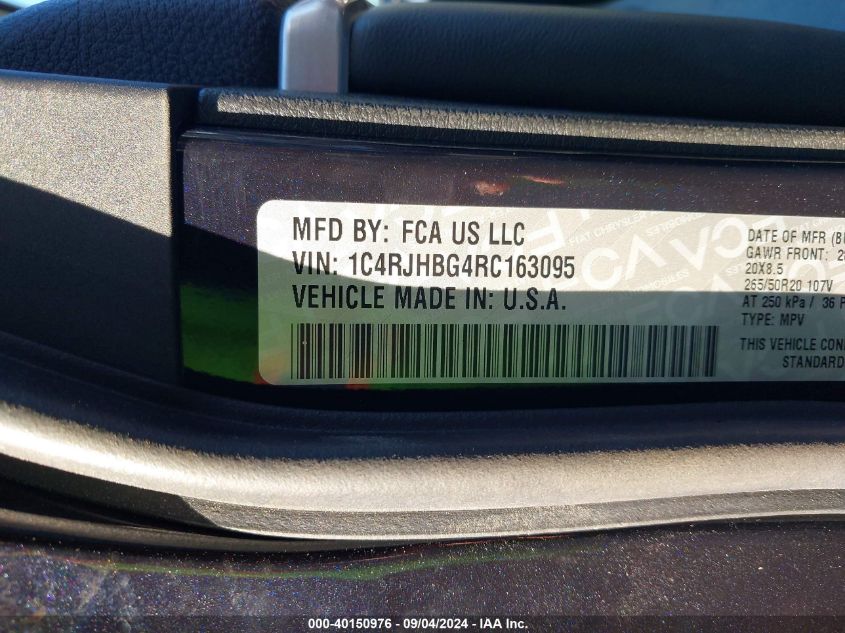 MFD BY: FCA US LLC
VIN: 1C4RJHBG4RC163095
VEHICLE MADE IN: U.S.A.
DATE OF MFR
GAWR FRONT:
20X8.5
265/50R20 107V
AT 250 kPa / 36
TYPE: MPV
THIS VEHICLE
000-40150976 - 09/04/2024 - IAA Inc.